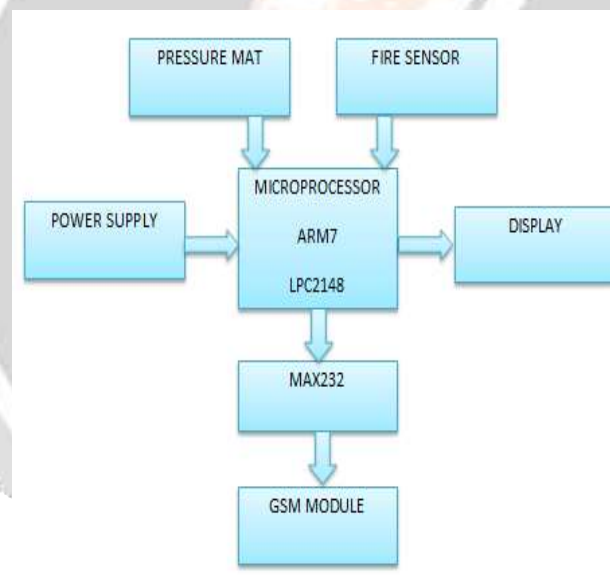 PRESSURE MAT
FIRE SENSOR
MICROPROCESSOR
ARM7
LPC2148
POWER SUPPLY
DISPLAY
MAX232
GSM MODULE